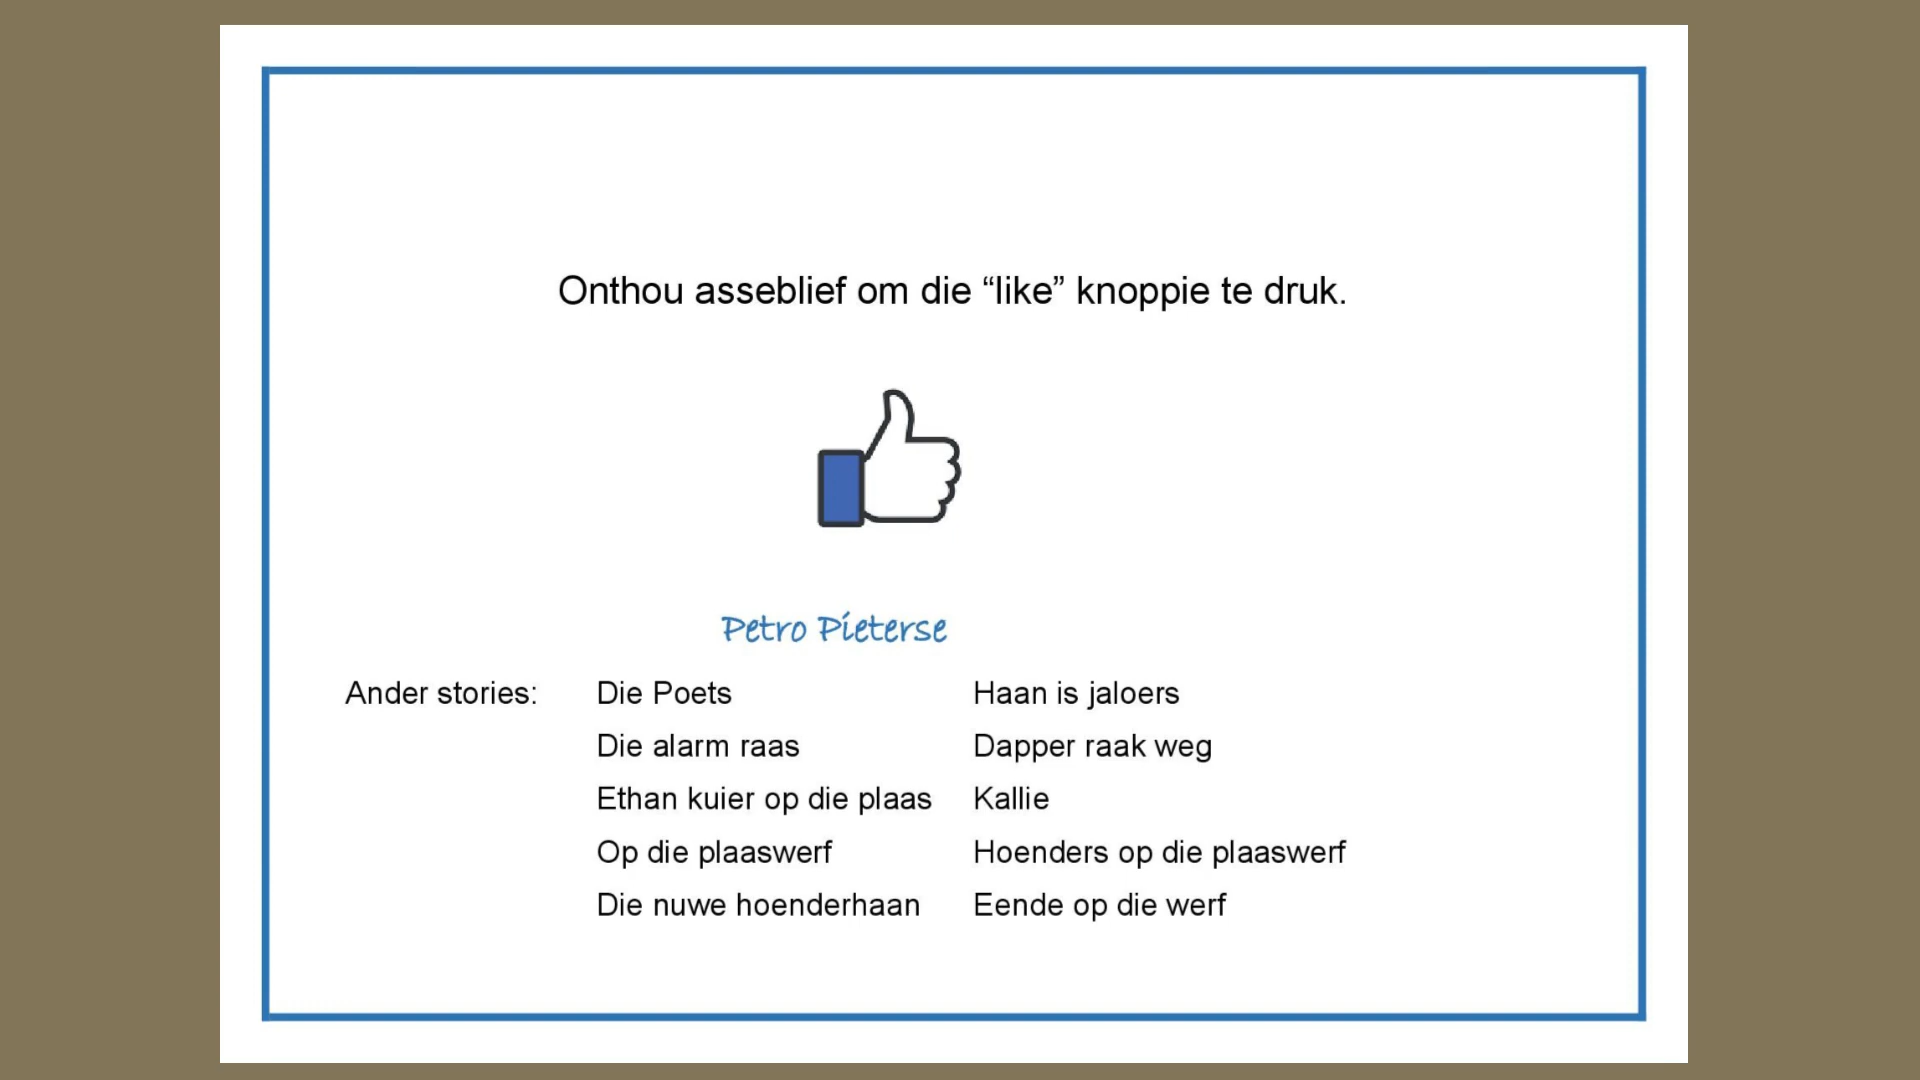 Onthou asseblief om die “like” knoppie te druk.
Petro Pieterse
Ander stories: Die Poets Haan is jaloers
Die alarm raas Dapper raak weg
Ethan kuier op die plaas Kallie
Op die plaaswerf Hoenders op die plaaswerf
Die nuwe hoenderhaan Eende op die werf